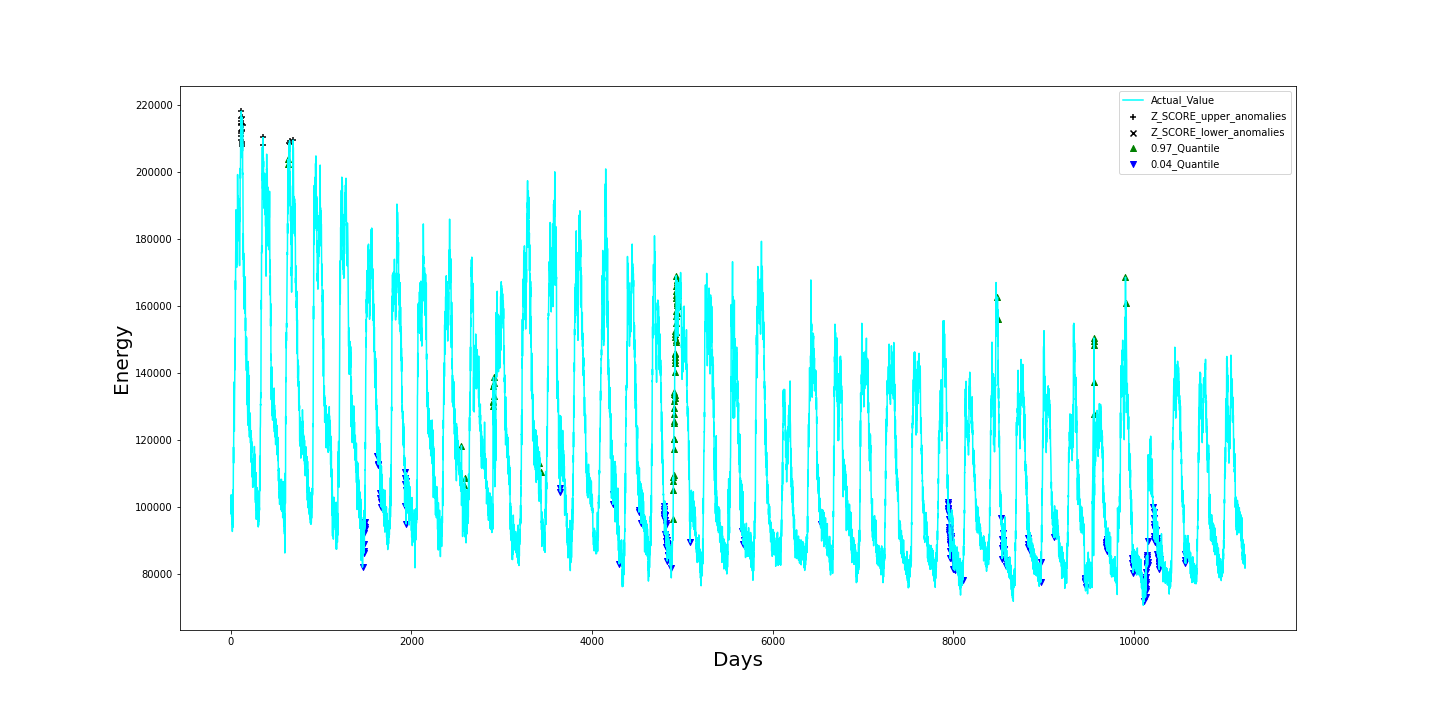 220000
200000
180000
160000
140000
120000
100000
80000
Energy
0
2000
4000
6000
8000
10000
Days
Actual_Value
Z_SCORE_upper_anomalies
Z_SCORE_lower_anomalies
0.97_Quantile
0.04_Quantile